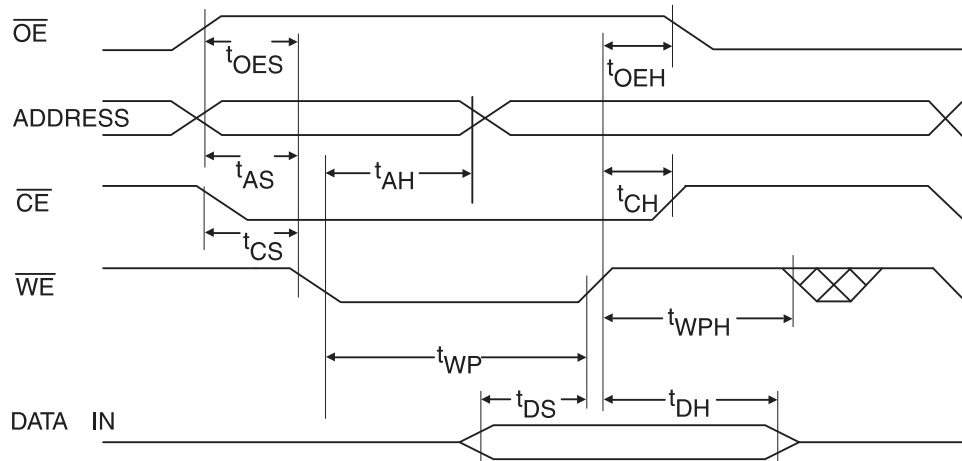 OE
tOES
tOEH
ADDRESS
tAS
tAH
tCH
CE
tCS
WE
tWPH
tWP
tDS
tDH
DATA IN